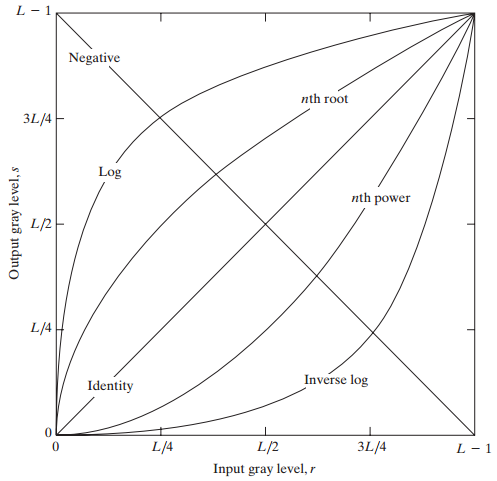 L − 1
Negative
nth root
3L/4
Log
nth power
L/2
Output gray level, s
L/4
Inverse log
Identity
0
0
L/4
L/2
3L/4
L − 1
Input gray level, r